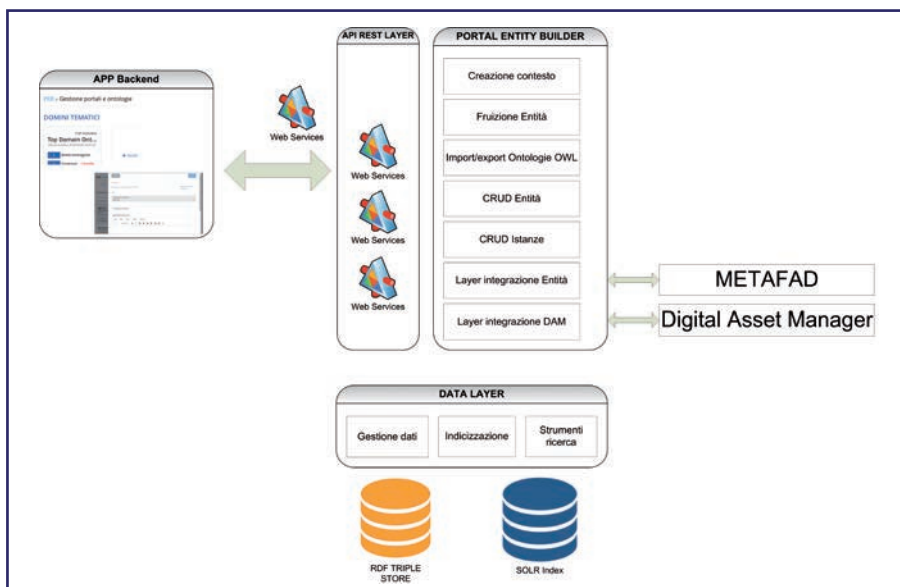 API REST LAYER
PORTAL ENTITY BUILDER
APP Backend
Gestione portali e ontologie
DOMINI TEMATICI
Top Domain Ont...
Web Services
Web Services
Web Services
Web Services
Creazione contesto
Fruizione Entità
Import/export Ontologie OWL
CRUD Entità
CRUD Istanze
Layer integrazione Entità
Layer integrazione DAM
METAFAD
Digital Asset Manager
DATA LAYER
Gestione dati
Indicizzazione
Strumenti
ricerca
RDF TRIPLE
STORE
SOLR Index